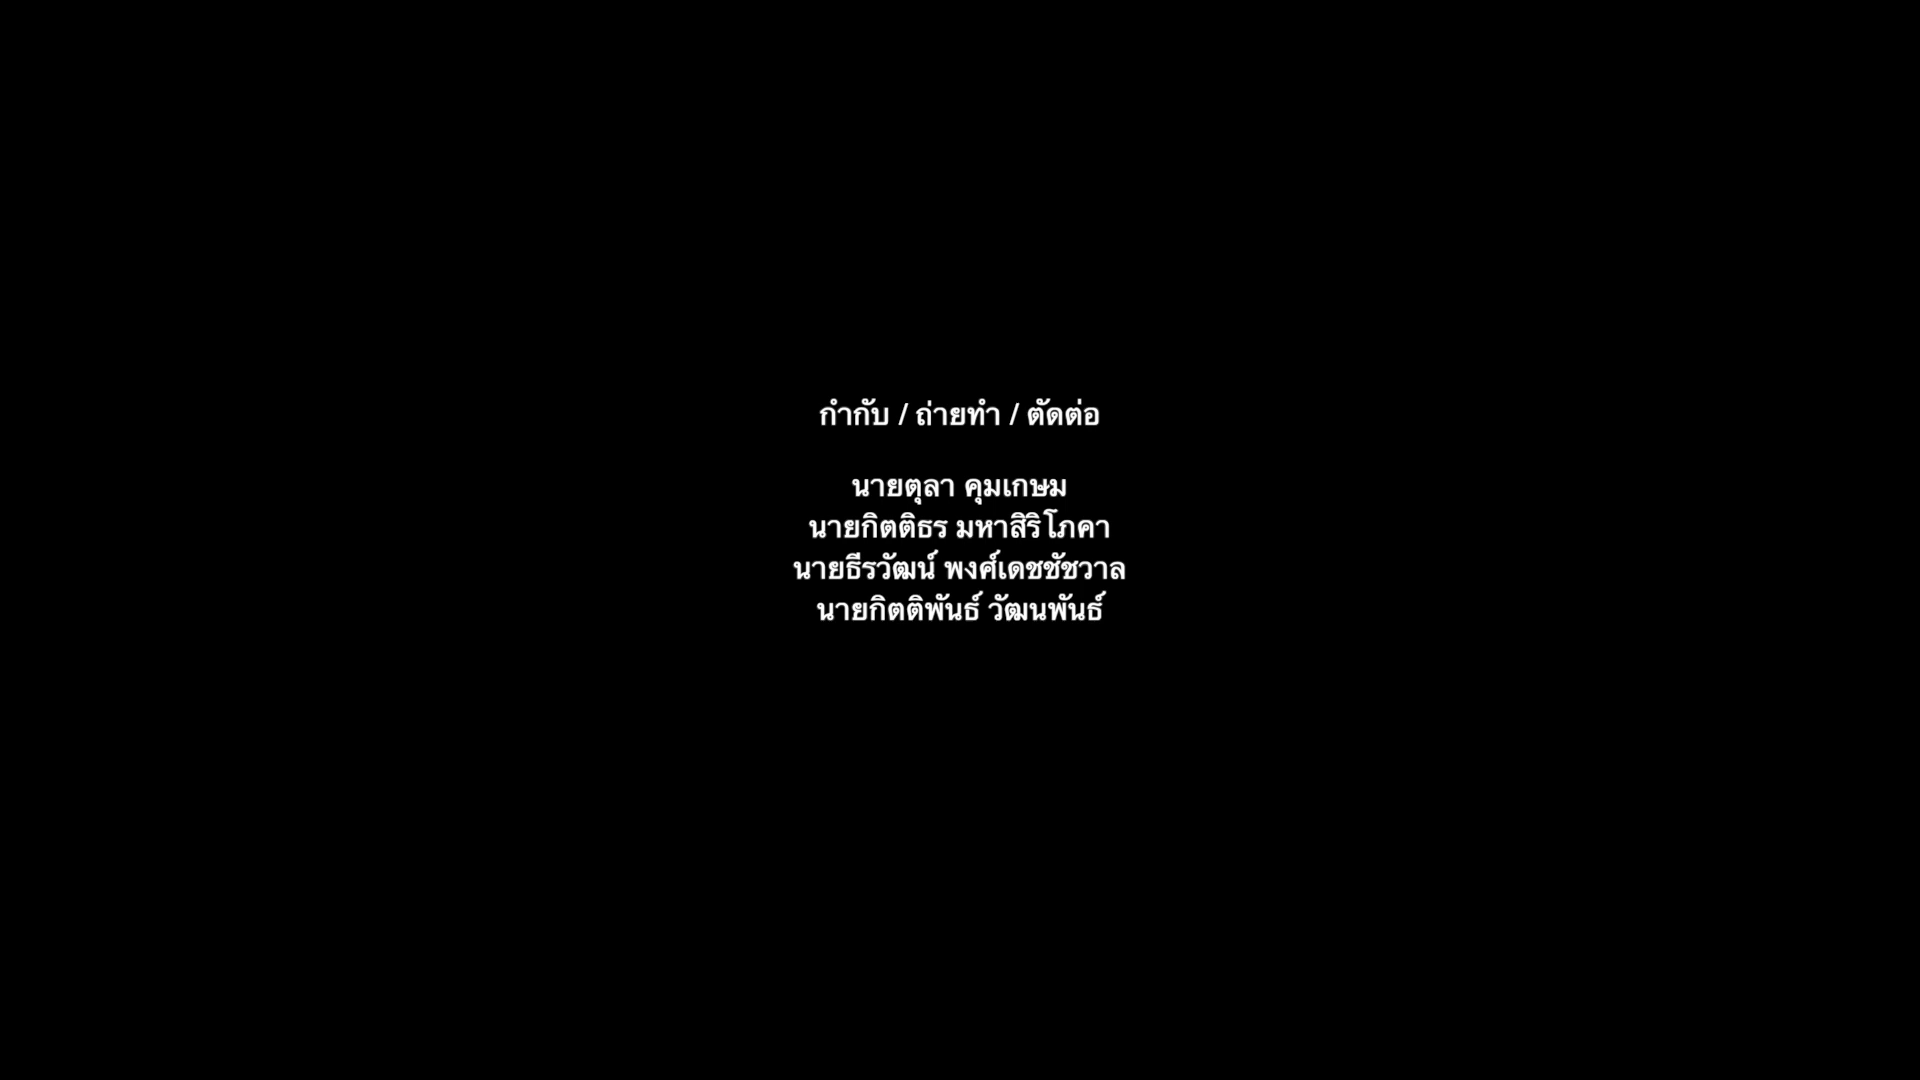 กำกับ / ถ่ายทำ / ตัดต่อ
นายตุลา คุมเกษม
นายกิตติธร มหาสิริโภคา
นายธีรวัฒน์ พงศ์เดชชัชวาล
นายกิตติพันธ์ วัฒนพันธ์